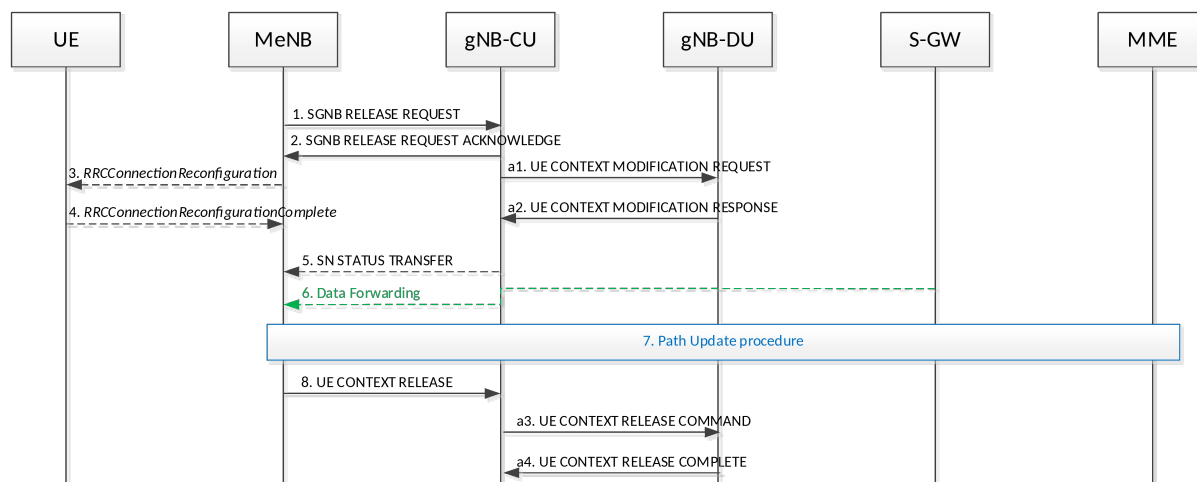 UE MeNB gNB-CU gNB-DU S-GW MME
1. SGNB RELEASE REQUEST
2. SGNB RELEASE REQUEST ACKNOWLEDGE
a1. UE CONTEXT MODIFICATION REQUEST
3. RRCConnectionReconfiguration
a2. UE CONTEXT MODIFICATION RESPONSE
4. RRCConnectionReconfigurationComplete
5. SN STATUS TRANSFER
6. Data Forwarding
7. Path Update procedure
8. UE CONTEXT RELEASE
a3. UE CONTEXT RELEASE COMMAND
a4. UE CONTEXT RELEASE COMPLETE